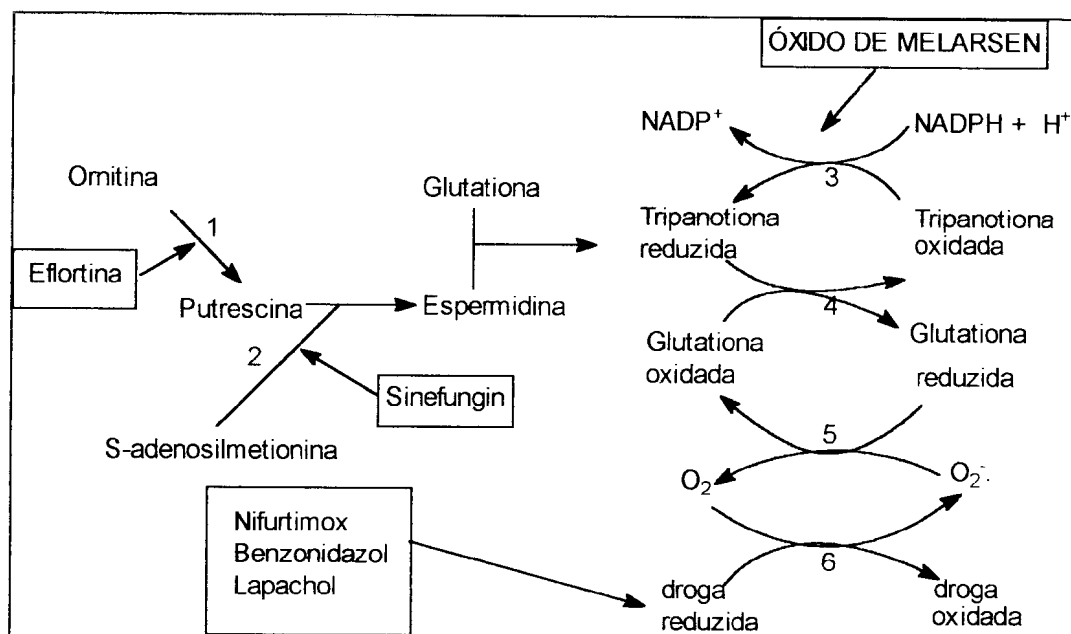 ÓXIDO DE MELARSEN
NADP⁺
NADPH + H⁺
3
Ornitina
1
Eflortina
Glutationa
Tripanotiona
reduzida
Tripanotiona
oxidada
Putrescina
Espermidina
4
2
Glutationa
oxidada
Glutationa
reduzida
Sinefungin
S-adenosilmetionina
5
O₂
O₂⁻·
Nifurtimox
Benzonidazol
Lapachol
6
droga
reduzida
droga
oxidada